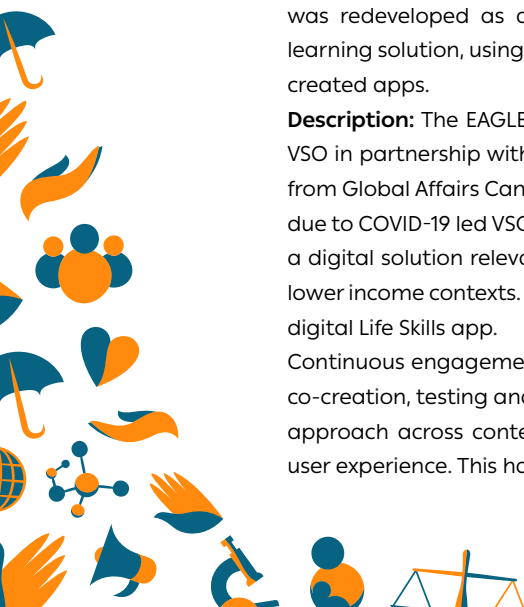 was redeveloped as
learning solution, using
created apps.
Description: The EAGLE
VSO in partnership with
from Global Affairs Can
due to COVID-19 led VSO
a digital solution releva
lower income contexts.
digital Life Skills app.
Continuous engageme
co-creation, testing and
approach across conte
user experience. This ha